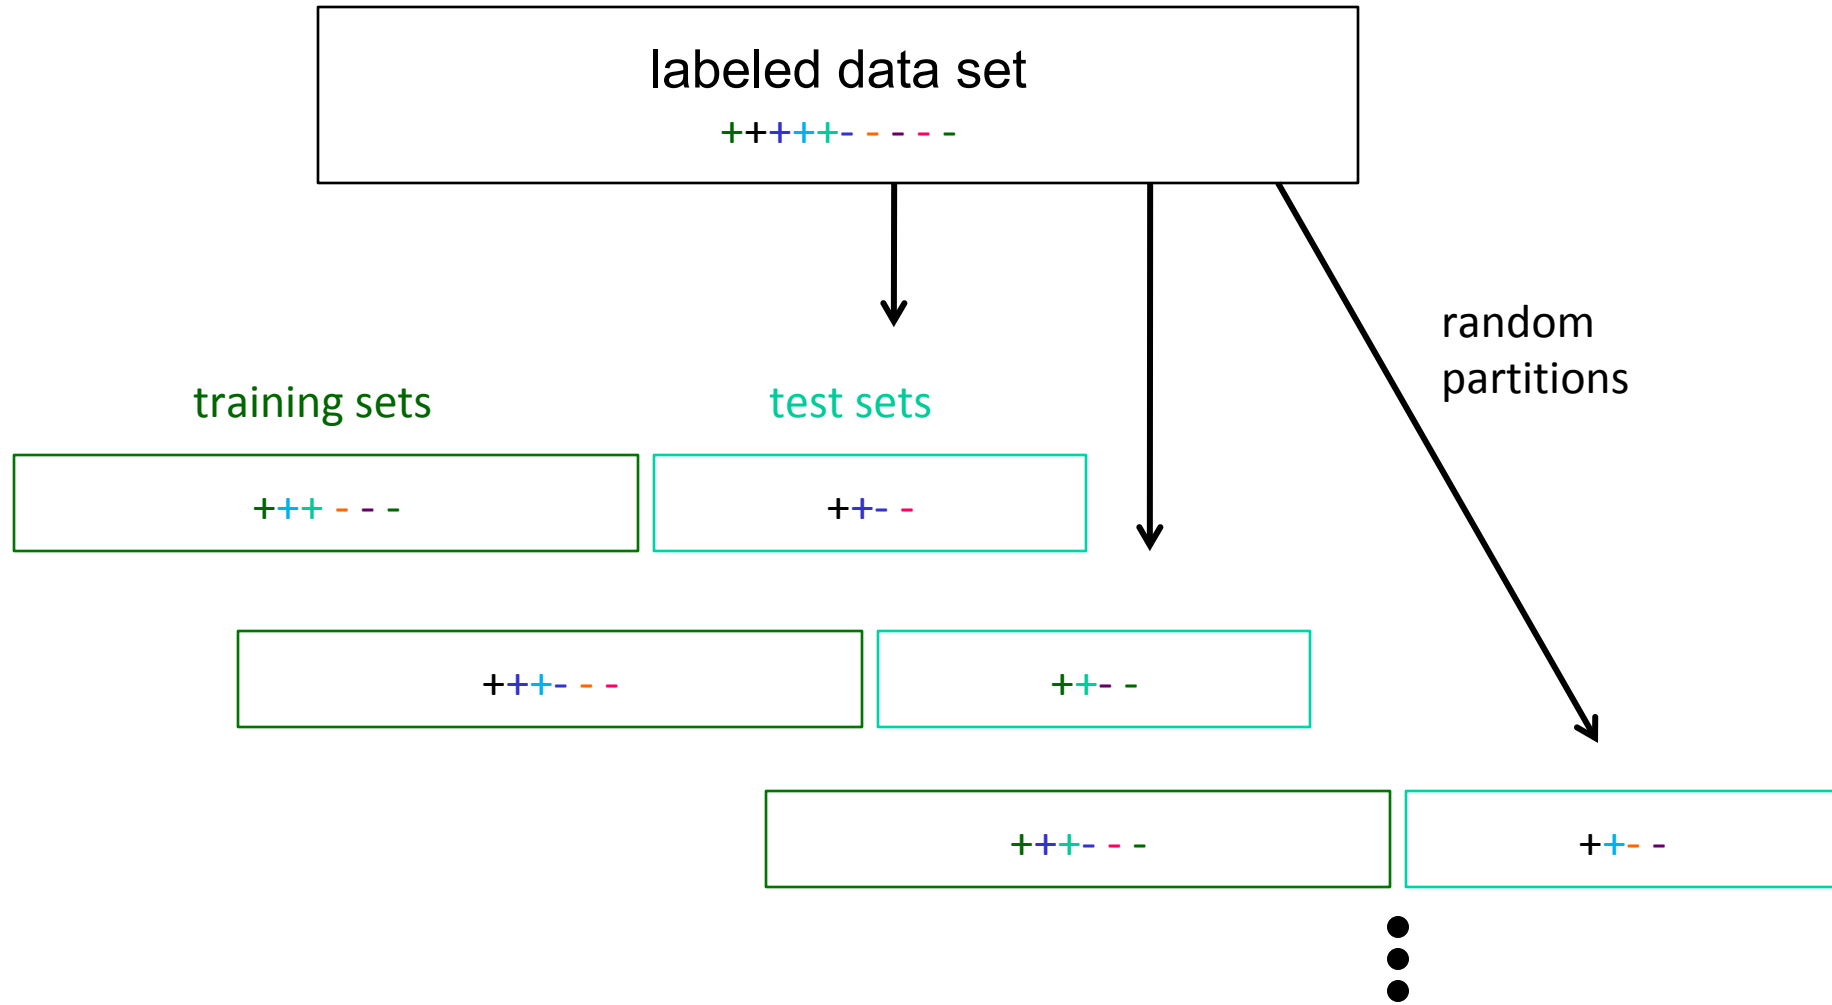 labeled data set
+++++- - - - -
random
partitions
training sets
test sets
+++ - - -
++- -
+++- - -
++- -
+++- - -
++- -